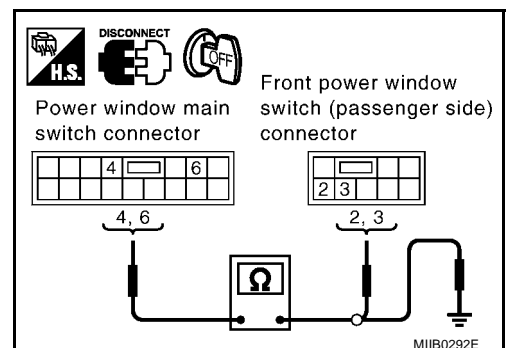 DISCONNECT
H.S.
OFF
Power window main
switch connector
Front power window
switch (passenger side)
connector
4 6
2 3
4, 6
2, 3
Ω
MIIB0292E